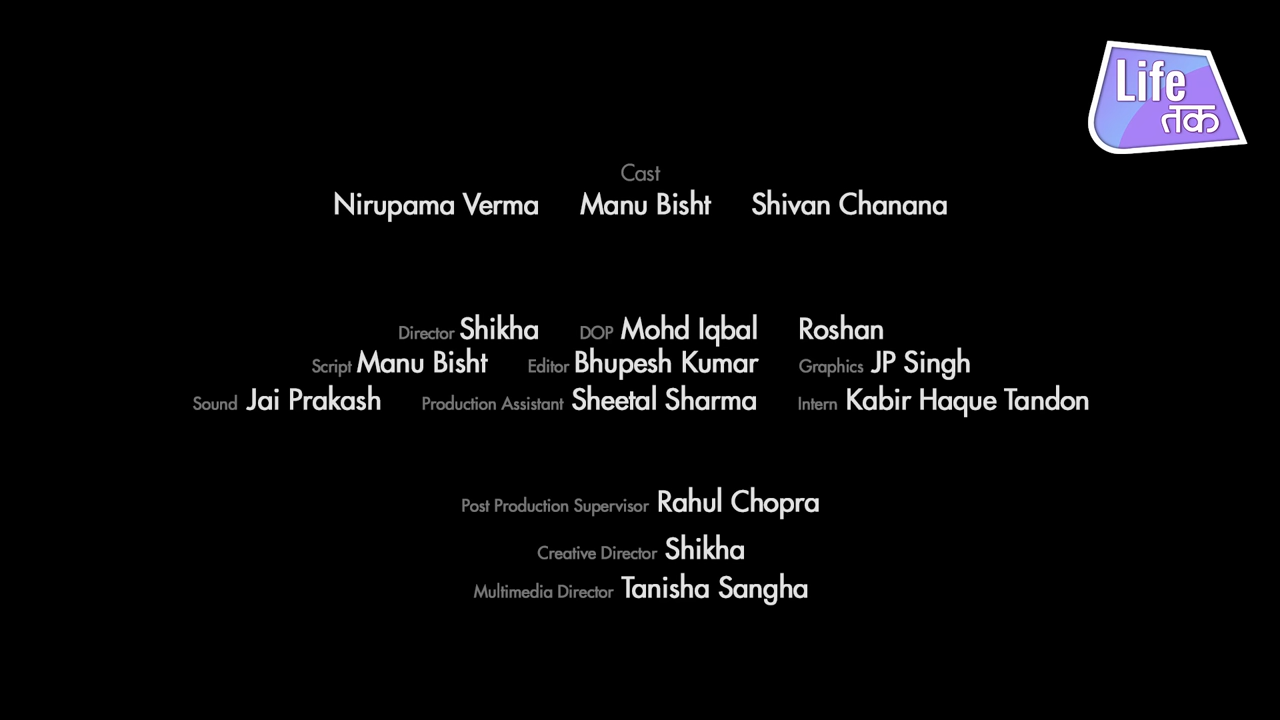 Life
तक
Cast
Nirupama Verma Manu Bisht Shivan Chanana
Director Shikha DOP Mohd Iqbal Roshan
Script Manu Bisht Editor Bhupesh Kumar Graphics JP Singh
Sound Jai Prakash Production Assistant Sheetal Sharma Intern Kabir Haque Tandon
Post Production Supervisor Rahul Chopra
Creative Director Shikha
Multimedia Director Tanisha Sangha